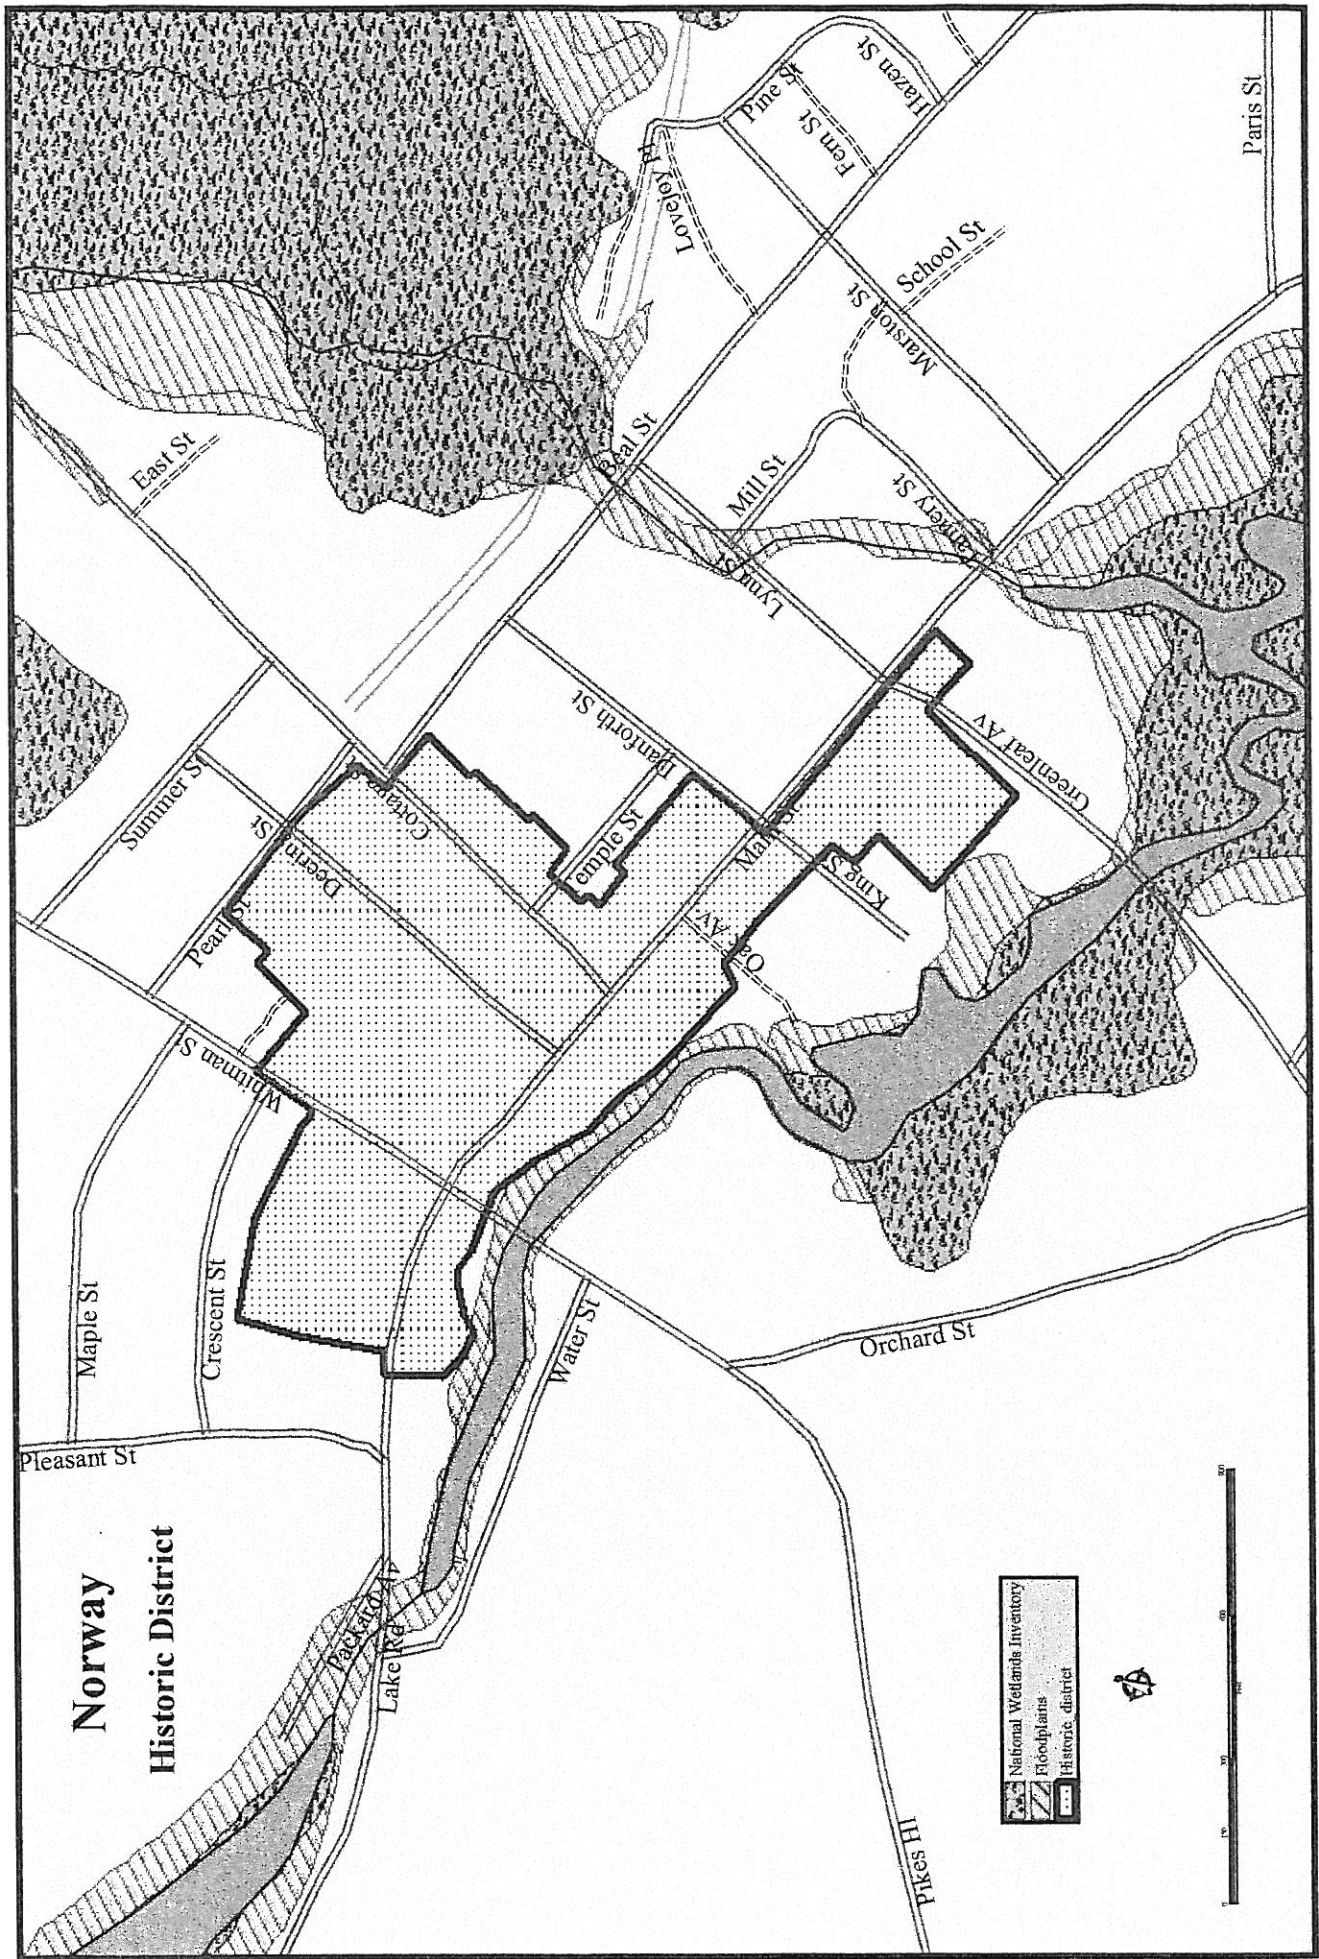 Norway
Historic District
Pleasant St
Maple St
Crescent St
Whitman St
Pearl St
Summer St
Deering St
East St
Cottage
Temple St
Danforth St
Beal St
Lovejoy Pl
Pine St
Fern St
Hazen St
Paris St
School St
Marston St
Mill St
Tannery St
Lynn St
Main St
King S
Oak Av
Greenleaf Av
Water St
Orchard St
Packard Av
Lake Rd
Pikes Hl
National Wetlands Inventory
Floodplains
Historic district